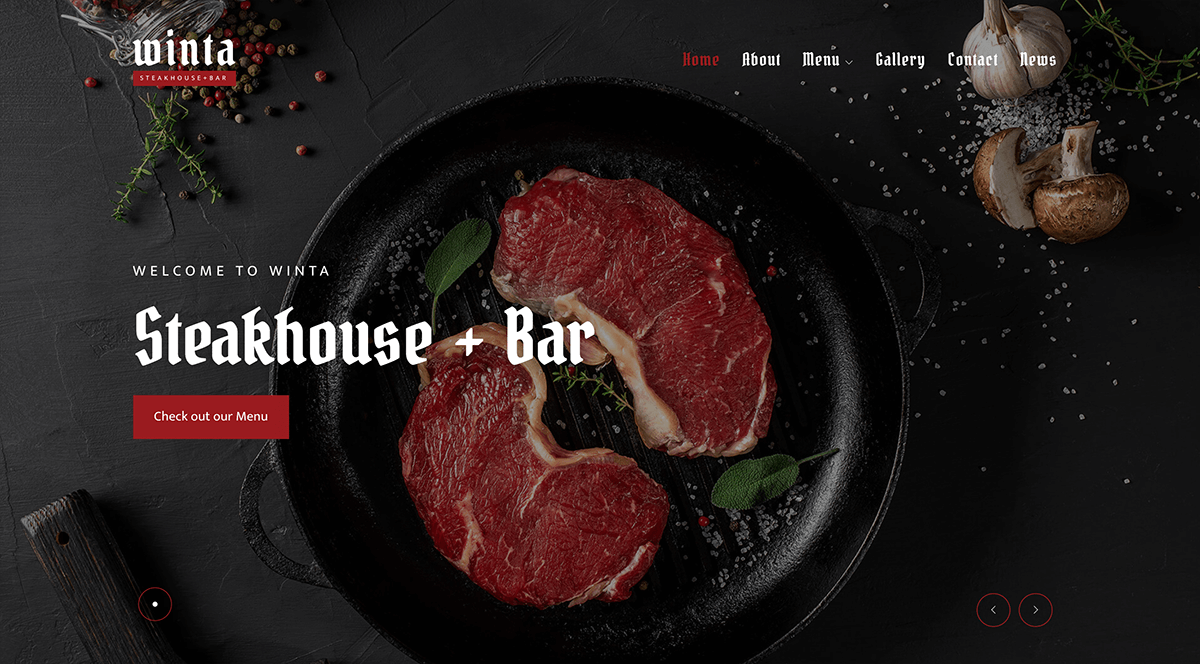 winta
STEAKHOUSE+BAR
Home About Menu Gallery Contact News
WELCOME TO WINTA
Steakhouse + Bar
Check out our Menu